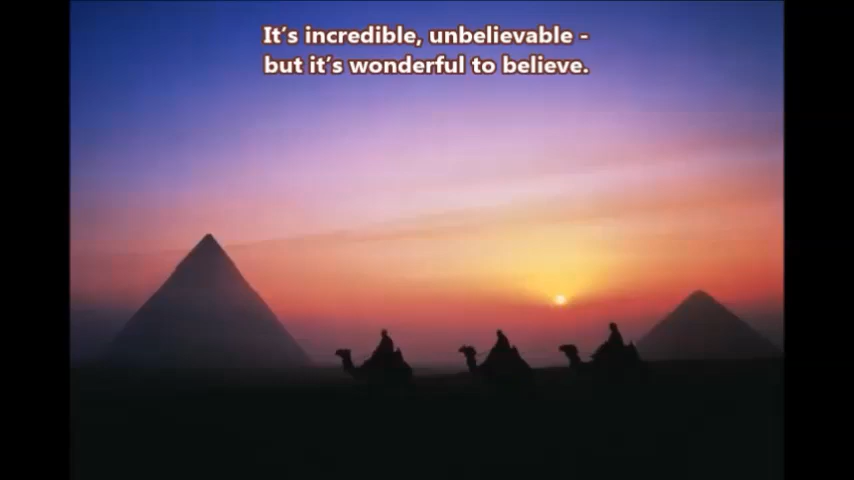 It’s incredible, unbelievable -
but it’s wonderful to believe.